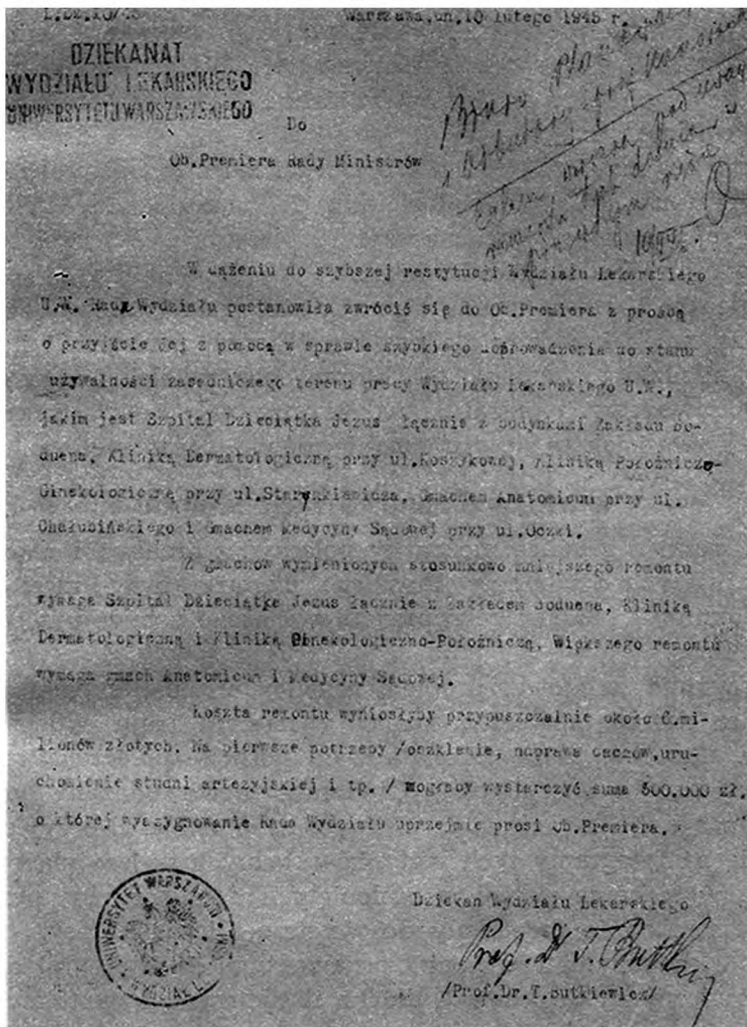 Warszawa, dn. 10 lutego 1945 r.
DZIEKANAT
WYDZIAŁU LEKARSKIEGO
UNIWERSYTETU WARSZAWSKIEGO
Do
Ob.Premiera Rady Ministrów
W dążeniu do szybszej restytucji Wydziału Lekarskiego
U.W. Rada Wydziału postanowiła zwrócić się do Ob.Premiera z prośbą
o przyjście Jej z pomocą w sprawie szybkiego doprowadzenia do stanu
używalności zasadniczego terenu pracy Wydziału Lekarskiego U.W.,
jakim jest Szpital Dzieciątka Jezus łącznie z budynkami Zakładu Bo-
duena, Kliniką Dermatologiczną przy ul.Koszykowej, Kliniką Położniczo-
Ginekologiczną przy ul.Starynkiewicza, Gmachem Anatomicum przy ul.
Chałubińskiego i Gmachem Medycyny Sądowej przy ul.Oczki.
Z gmachów wymienionych stosunkowo mniejszego remontu
wymaga Szpital Dzieciątka Jezus łącznie z Zakładem Boduena, Kliniką
Dermatologiczną i Kliniką Ginekologiczno-Położniczą, Większego remontu
wymaga gmach Anatomicum i Medycyny Sądowej.
Koszta remontu wyniosłyby przypuszczalnie około 6.mi-
lionów złotych. Na pierwsze potrzeby /oszklenie, naprawa dachów,uru-
chomienie studni artezyjskiej i tp. / mogłaby wystarczyć suma 500.000 zł.
o której wyasygnowanie Rada Wydziału uprzejmie prosi Ob.Premiera.
UNIWERSYTET WARSZAWSKI
WYDZIAŁ
Dziekan Wydziału Lekarskiego
Prof. Dr T. Butkiewicz
/Prof.Dr.T.Butkiewicz/